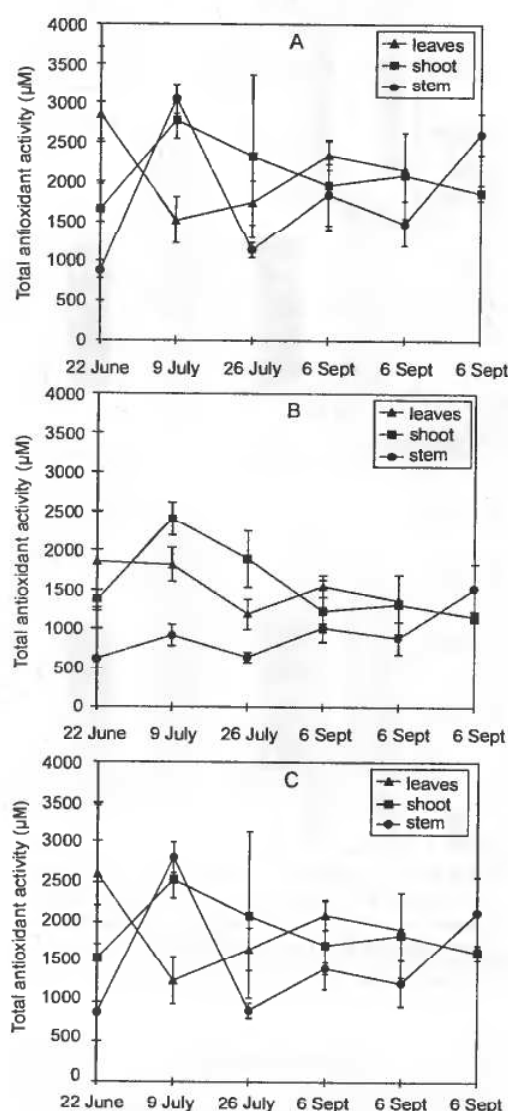 A
leaves
shoot
stem
Total antioxidant activity (µM)
4000
3500
3000
2500
2000
1500
1000
500
0
22 June 9 July 26 July 6 Sept 6 Sept 6 Sept
B
leaves
shoot
stem
Total antioxidant activity (µM)
4000
3500
3000
2500
2000
1500
1000
500
0
22 June 9 July 26 July 6 Sept 6 Sept 6 Sept
C
leaves
shoot
stem
Total antioxidant activity (µM)
4000
3500
3000
2500
2000
1500
1000
500
0
22 June 9 July 26 July 6 Sept 6 Sept 6 Sept